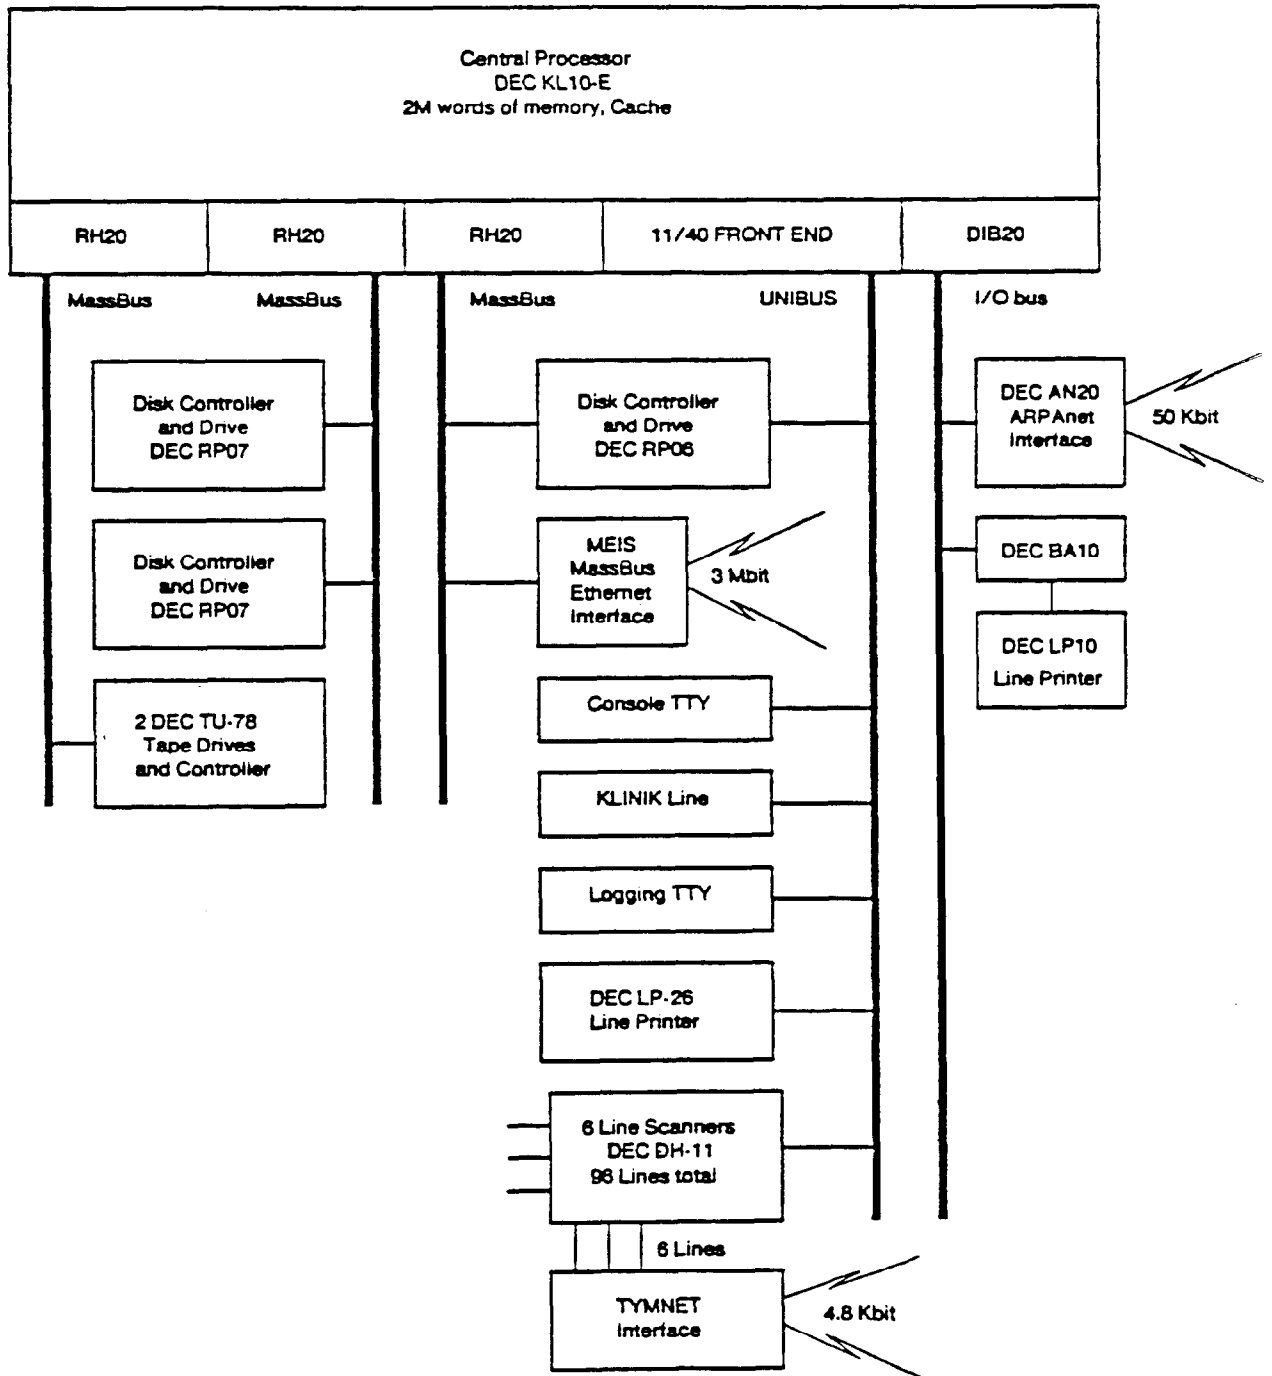 Central Processor
DEC KL10-E
2M words of memory, Cache
RH20
RH20
RH20
11/40 FRONT END
DIB20
MassBus
MassBus
MassBus
UNIBUS
I/O bus
Disk Controller
and Drive
DEC RP07
Disk Controller
and Drive
DEC RP06
DEC AN20
ARPAnet
Interface
50 Kbit
Disk Controller
and Drive
DEC RP07
MEIS
MassBus
Ethernet
Interface
3 Mbit
DEC BA10
DEC LP10
Line Printer
2 DEC TU-78
Tape Drives
and Controller
Console TTY
KLINIK Line
Logging TTY
DEC LP-26
Line Printer
6 Line Scanners
DEC DH-11
96 Lines total
6 Lines
TYMNET
Interface
4.8 Kbit